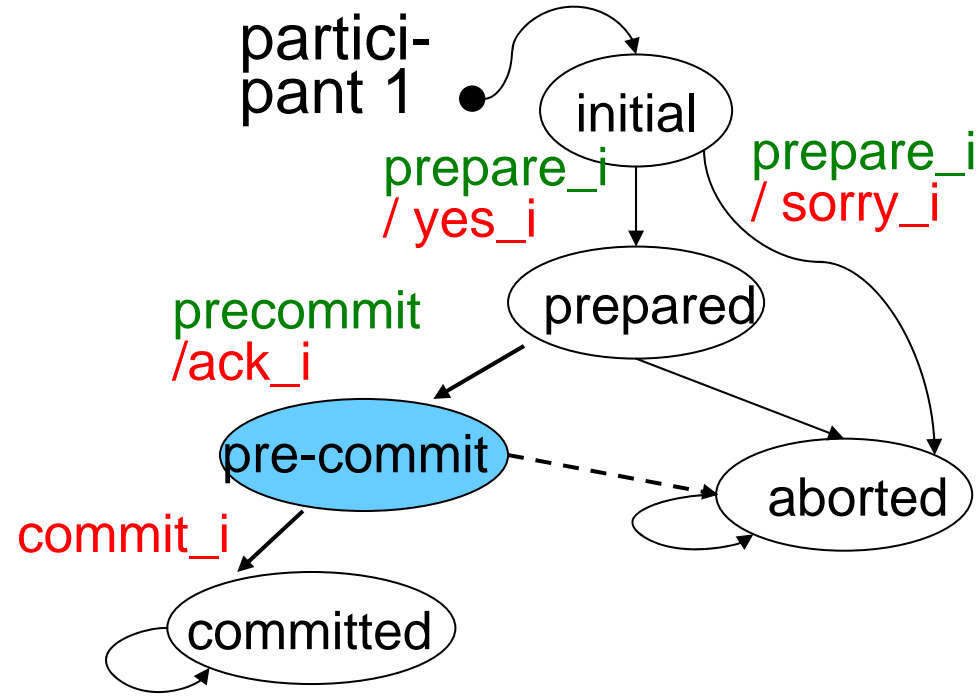 partici-
pant 1
initial
prepare_i
/ yes_i
prepare_i
/ sorry_i
prepared
precommit
/ack_i
pre-commit
aborted
commit_i
committed